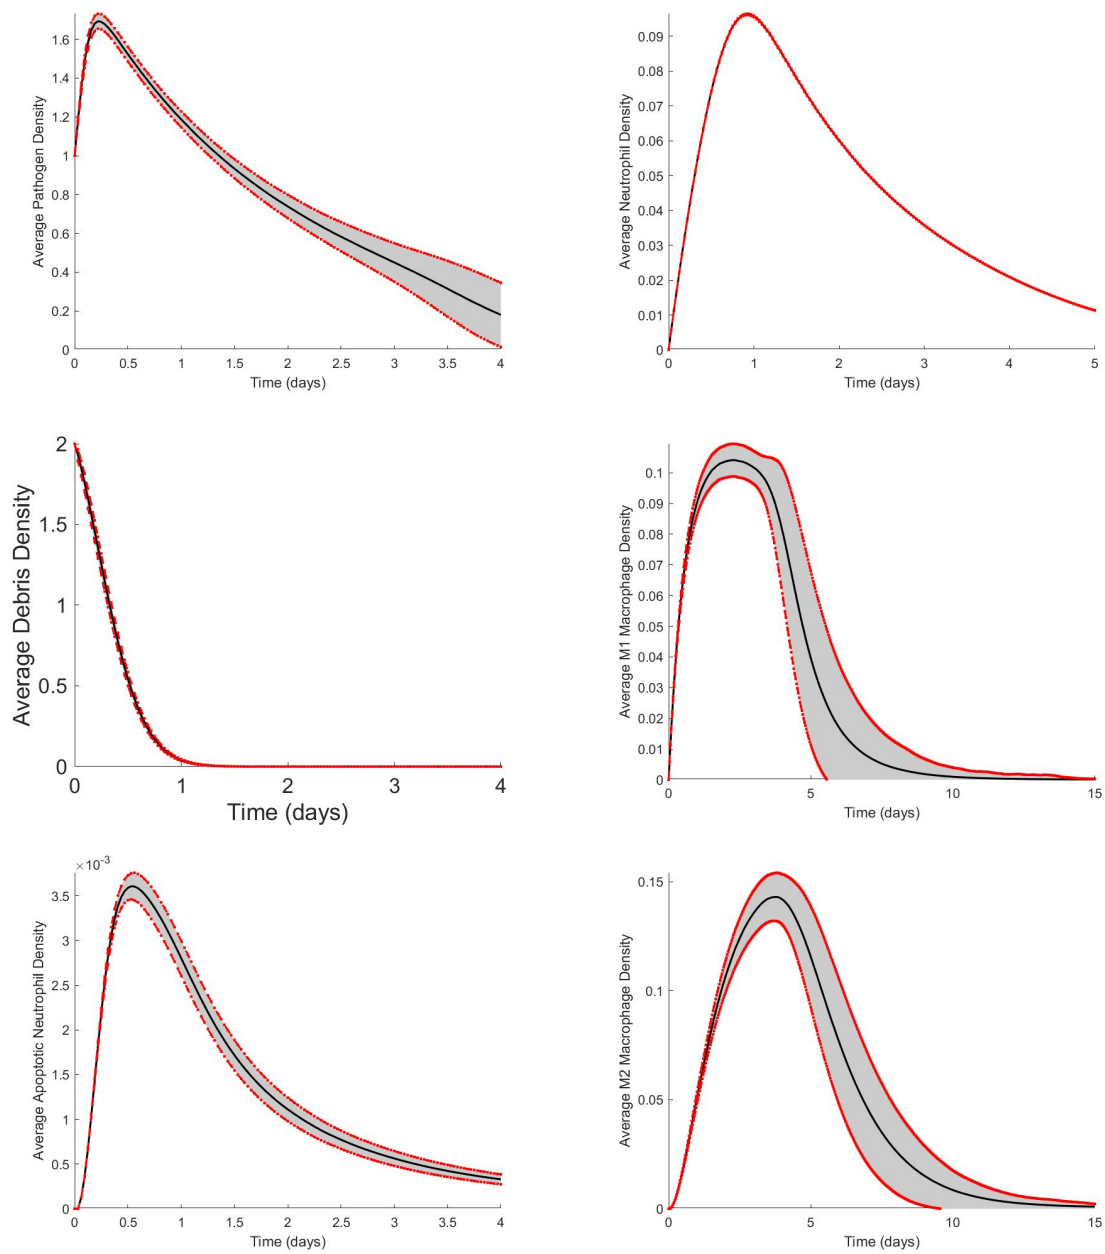 Average Pathogen Density
1.6
1.4
1.2
1
0.8
0.6
0.4
0.2
0
0 0.5 1 1.5 2 2.5 3 3.5 4
Time (days)
Average Neutrophil Density
0.09
0.08
0.07
0.06
0.05
0.04
0.03
0.02
0.01
0
0 1 2 3 4 5
Time (days)
Average Debris Density
2
1.5
1
0.5
0
0 1 2 3 4
Time (days)
Average M1 Macrophage Density
0.1
0.09
0.08
0.07
0.06
0.05
0.04
0.03
0.02
0.01
0
0 5 10 15
Time (days)
Average Apoptotic Neutrophil Density
×10-3
3.5
3
2.5
2
1.5
1
0.5
0
0 0.5 1 1.5 2 2.5 3 3.5 4
Time (days)
Average M2 Macrophage Density
0.15
0.1
0.05
0
0 5 10 15
Time (days)